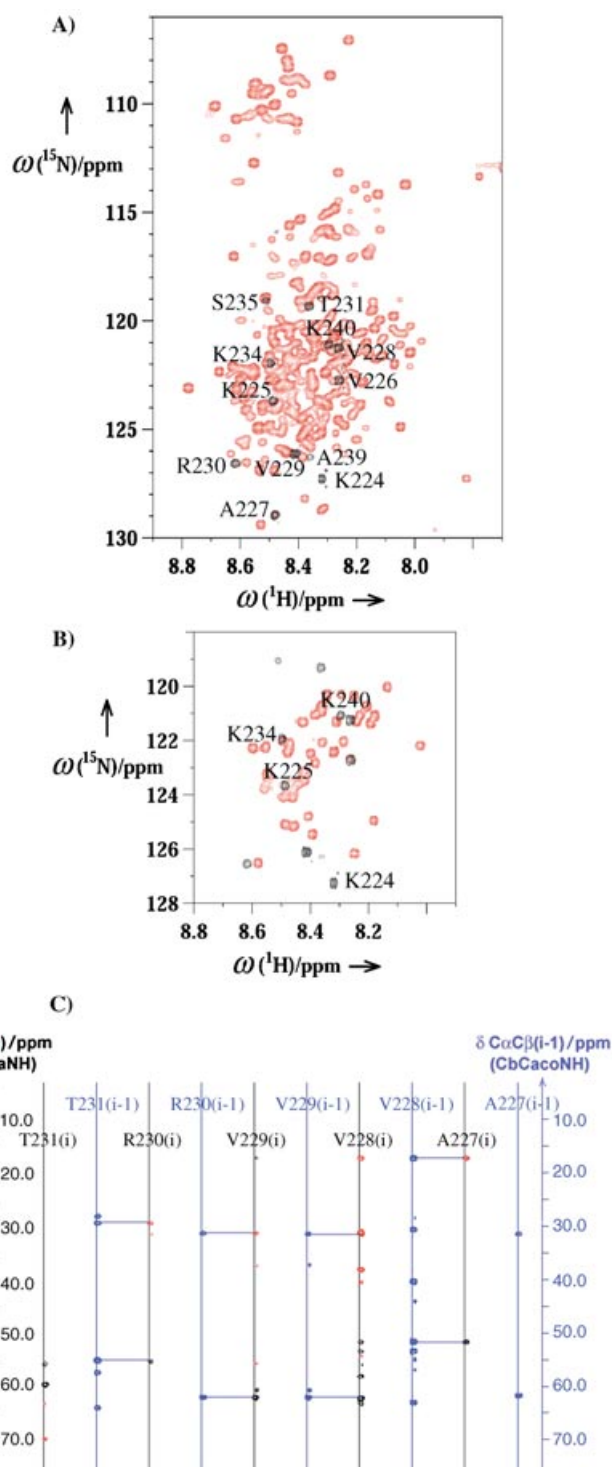 A)
110
ω(¹⁵N)/ppm
115
S235 T231
120
K240
K234 V228
K225 V226
125
R230 V229 A239
K224
A227
130
8.8 8.6 8.4 8.2 8.0
ω(¹H)/ppm
B)
120
K240
K234
122
ω(¹⁵N)/ppm
K225
124
126
K224
128
8.8 8.6 8.4 8.2
ω(¹H)/ppm
C)
)/ppm δ CαCβ(i-1)/ppm
aNH) (CbCacoNH)
T231(i-1) R230(i-1) V229(i-1) V228(i-1) A227(i-1)
10.0 10.0
T231(i) R230(i) V229(i) V228(i) A227(i)
20.0 20.0
30.0 30.0
40.0 40.0
50.0 50.0
60.0 60.0
70.0 70.0